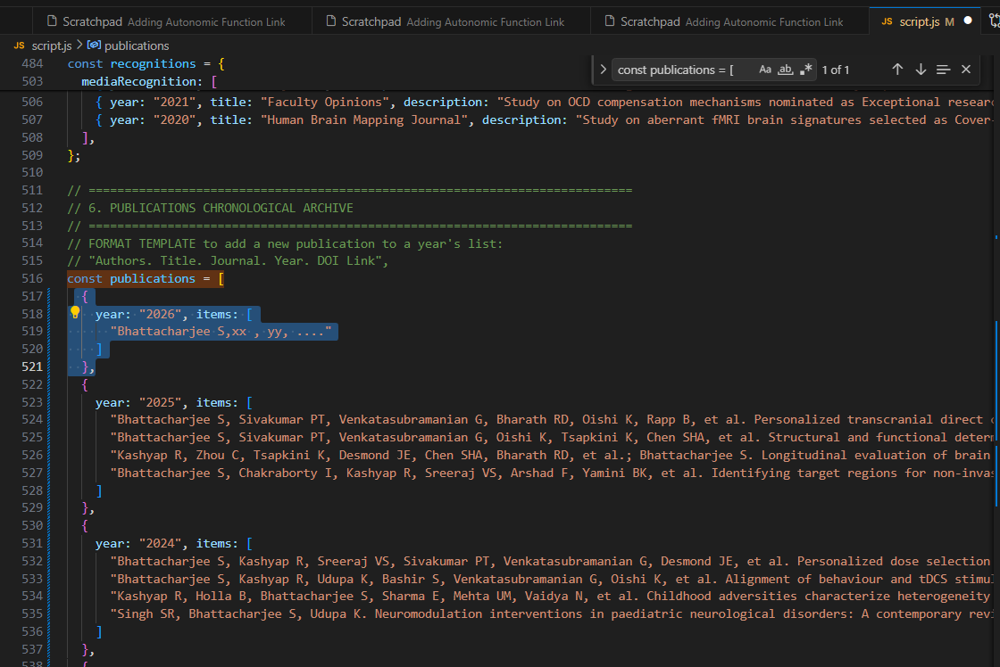 Scratchpad Adding Autonomic Function Link Scratchpad Adding Autonomic Function Link Scratchpad Adding Autonomic Function Link JS script.js M
JS script.js > publications
const publications = [ Aa ab 1 of 1
484 const recognitions = {
503 mediaRecognition: [
506 { year: "2021", title: "Faculty Opinions", description: "Study on OCD compensation mechanisms nominated as Exceptional resear
507 { year: "2020", title: "Human Brain Mapping Journal", description: "Study on aberrant fMRI brain signatures selected as Cover-
508 ],
509 };
510
511 // ============================================================================
512 // 6. PUBLICATIONS CHRONOLOGICAL ARCHIVE
513 // ============================================================================
514 // FORMAT TEMPLATE to add a new publication to a year's list:
515 // "Authors. Title. Journal. Year. DOI Link",
516 const publications = [
517 {
518 year: "2026", items: [
519 "Bhattacharjee S,xx , yy, ...."
520 ]
521 },
522 {
523 year: "2025", items: [
524 "Bhattacharjee S, Sivakumar PT, Venkatasubramanian G, Bharath RD, Oishi K, Rapp B, et al. Personalized transcranial direct
525 "Bhattacharjee S, Sivakumar PT, Venkatasubramanian G, Oishi K, Tsapkini K, Chen SHA, et al. Structural and functional deter
526 "Kashyap R, Zhou C, Tsapkini K, Desmond JE, Chen SHA, Bharath RD, et al.; Bhattacharjee S. Longitudinal evaluation of brain
527 "Bhattacharjee S, Chakraborty I, Kashyap R, Sreeraj VS, Arshad F, Yamini BK, et al. Identifying target regions for non-inva
528 ]
529 },
530 {
531 year: "2024", items: [
532 "Bhattacharjee S, Kashyap R, Sreeraj VS, Sivakumar PT, Venkatasubramanian G, Desmond JE, et al. Personalized dose selection
533 "Bhattacharjee S, Kashyap R, Udupa K, Bashir S, Venkatasubramanian G, Oishi K, et al. Alignment of behaviour and tDCS stimu
534 "Kashyap R, Holla B, Bhattacharjee S, Sharma E, Mehta UM, Vaidya N, et al. Childhood adversities characterize heterogeneity
535 "Singh SR, Bhattacharjee S, Udupa K. Neuromodulation interventions in paediatric neurological disorders: A contemporary revi
536 ]
537 },
538 {